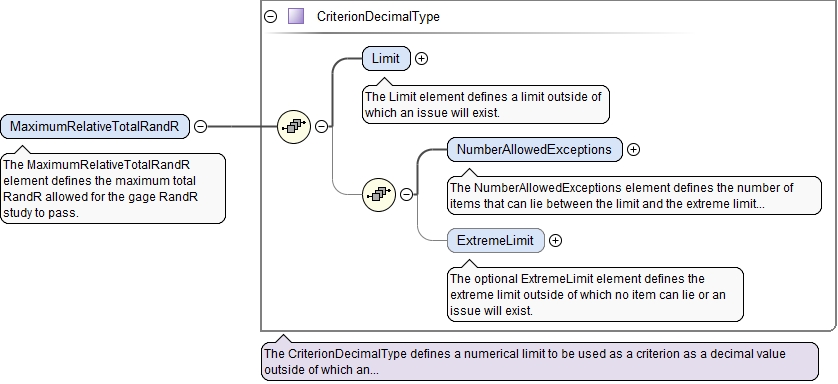 CriterionDecimalType
Limit
The Limit element defines a limit outside of
which an issue will exist.
MaximumRelativeTotalRandR
The MaximumRelativeTotalRandR
element defines the maximum total
RandR allowed for the gage RandR
study to pass.
NumberAllowedExceptions
The NumberAllowedExceptions element defines the number of
items that can lie between the limit and the extreme limit...
ExtremeLimit
The optional ExtremeLimit element defines the
extreme limit outside of which no item can lie or an
issue will exist.
The CriterionDecimalType defines a numerical limit to be used as a criterion as a decimal value
outside of which an...